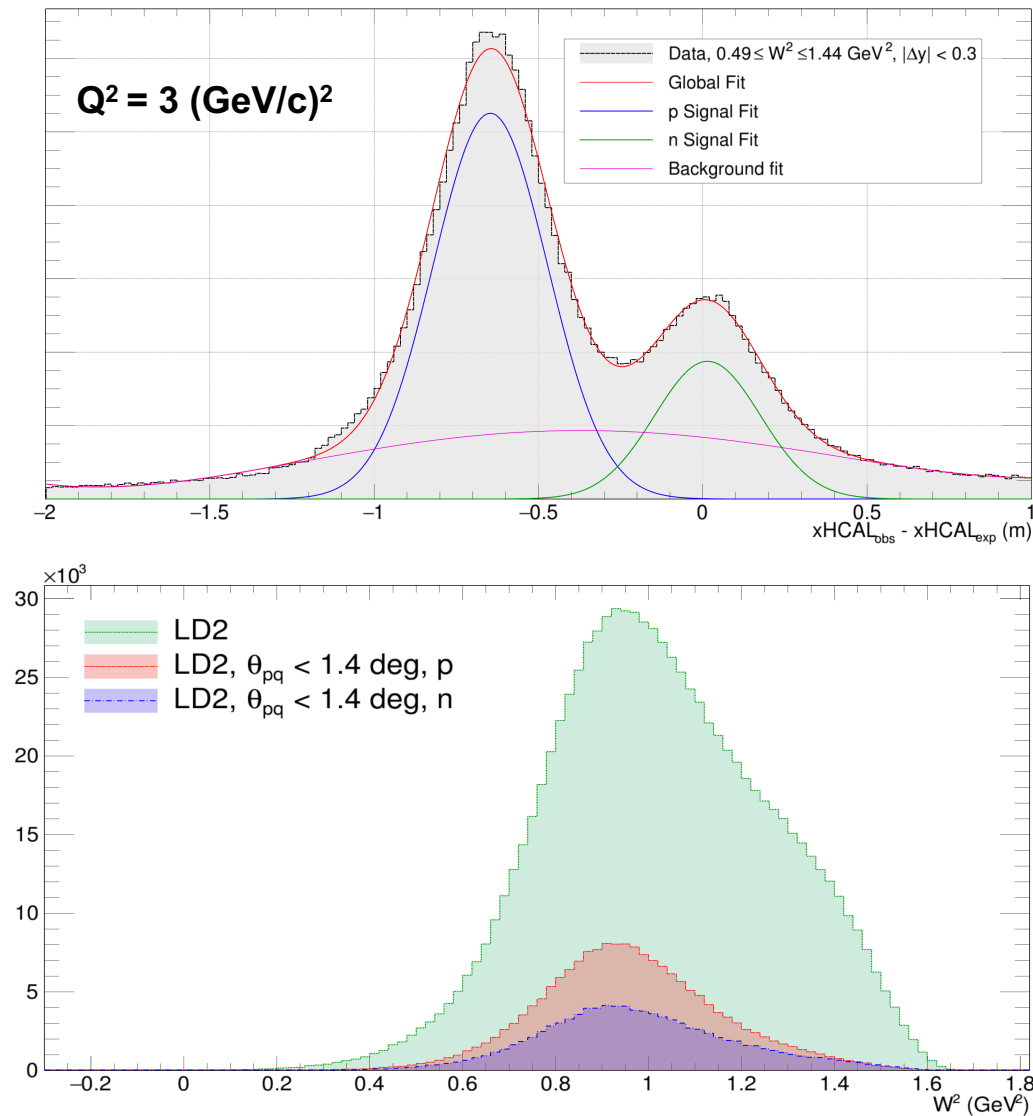 Q² = 3 (GeV/c)²
Data, 0.49 ≤ W² ≤1.44 GeV², |Δy| < 0.3
Global Fit
p Signal Fit
n Signal Fit
Background fit
−2 −1.5 −1 −0.5 0 0.5 1
xHCAL_obs - xHCAL_exp (m)
×10³
30
LD2
LD2, θ_pq < 1.4 deg, p
LD2, θ_pq < 1.4 deg, n
25
20
15
10
5
0
−0.2 0 0.2 0.4 0.6 0.8 1 1.2 1.4 1.6 1.8
W² (GeV²)